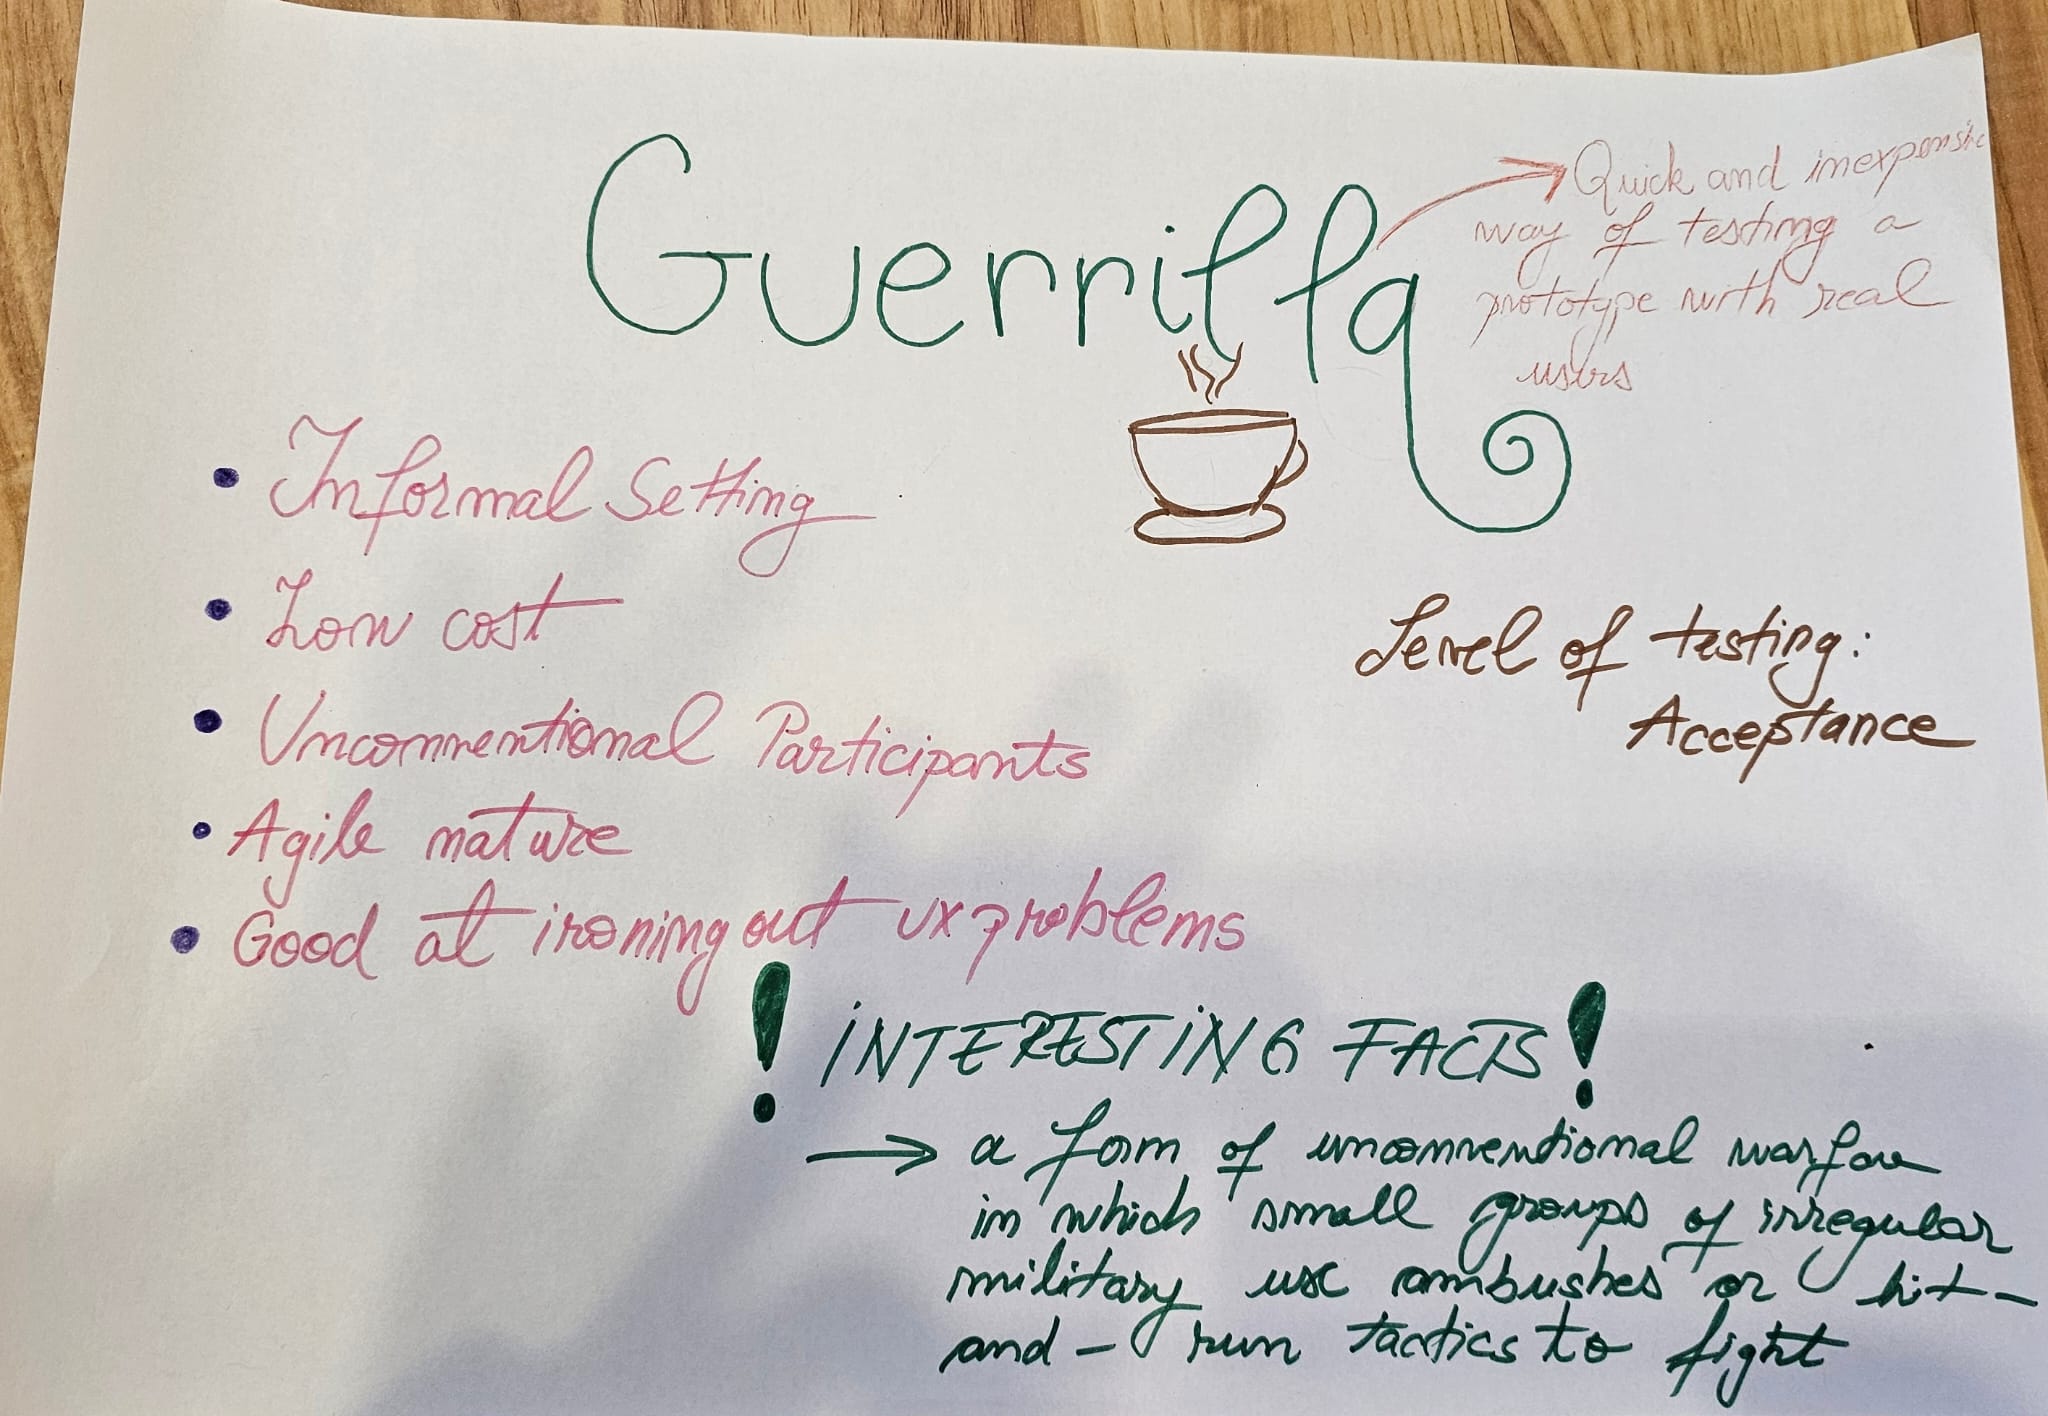 Guerrilla
Quick and inexpensive
way of testing a
prototype with real
users
• Informal Setting
• Low cost
• Unconventional Participants
• Agile nature
• Good at ironing out ux problems
Level of testing:
Acceptance
! INTERESTING FACTS !
→ a form of unconventional warfare
in which small groups of irregular
military use ambushes or hit-
and-run tactics to fight